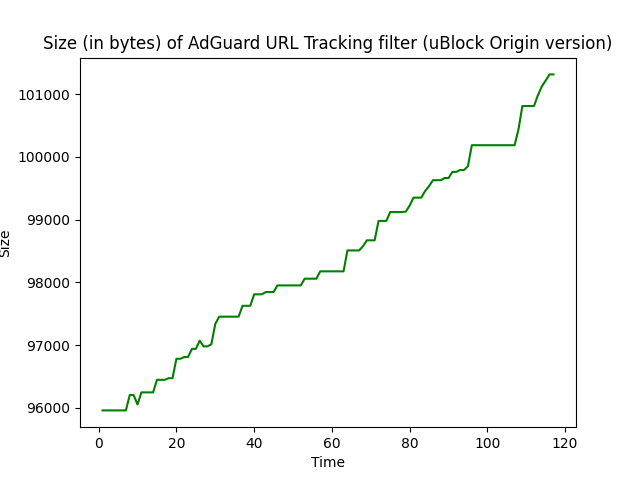 Size (in bytes) of AdGuard URL Tracking filter (uBlock Origin version)
101000
100000
99000
98000
97000
96000
Size
0 20 40 60 80 100 120
Time